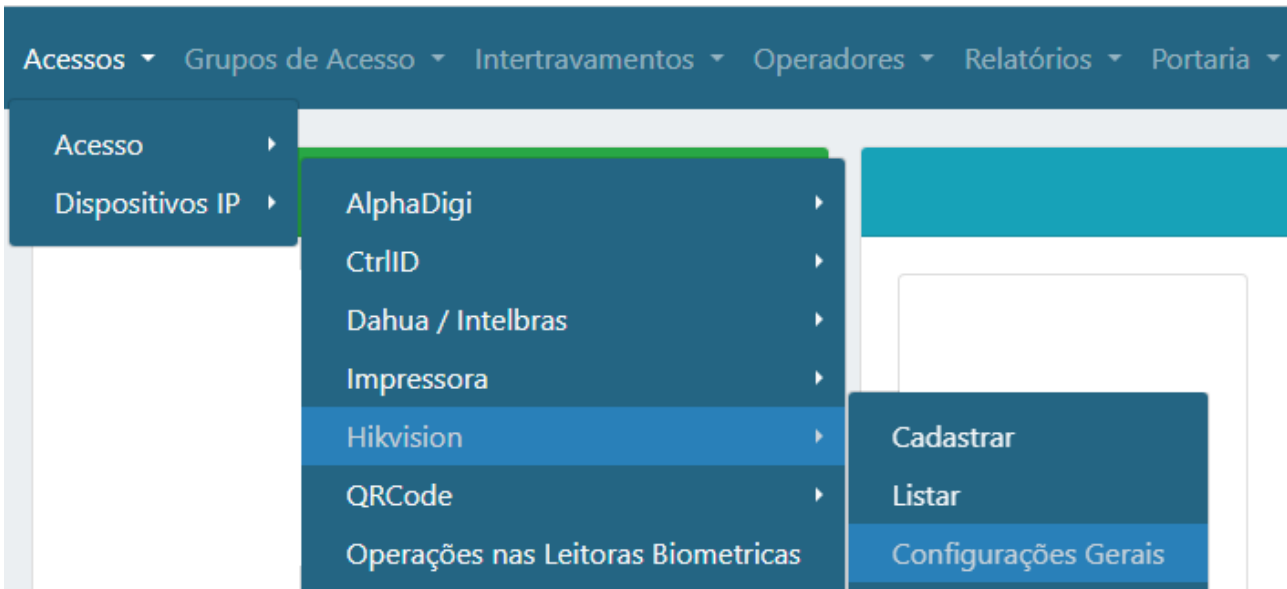 Acessos Grupos de Acesso Intertravamentos Operadores Relatórios Portaria
Acesso
Dispositivos IP
AlphaDigi
CtrlID
Dahua / Intelbras
Impressora
Hikvision
QRCode
Operações nas Leitoras Biometricas
Cadastrar
Listar
Configurações Gerais